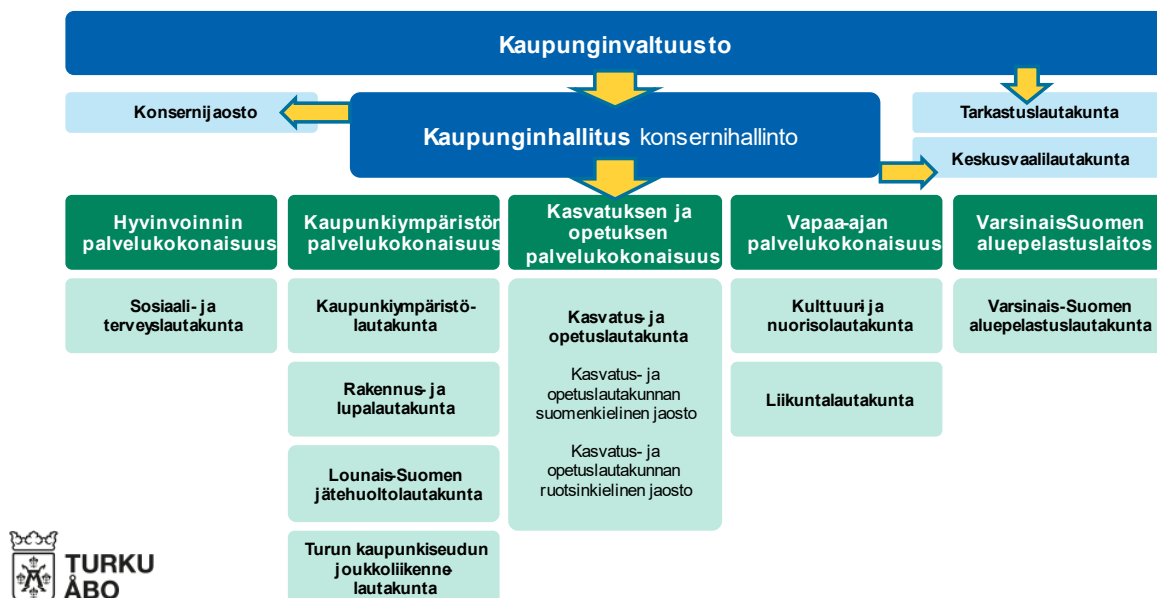 Kaupunginvaltuusto
Konsernijaosto
Kaupunginhallitus konsernihallinto
Tarkastuslautakunta
Keskusvaalilautakunta
Hyvinvoinnin
palvelukokonaisuus
Kaupunkiympäristön
palvelukokonaisuus
Kasvatuksen ja
opetuksen
palvelukokonaisuus
Vapaa-ajan
palvelukokonaisuus
Varsinais-Suomen
aluepelastuslaitos
Sosiaali- ja
terveyslautakunta
Kaupunkiympäristö-
lautakunta
Rakennus- ja
lupalautakunta
Lounais-Suomen
jätehuoltolautakunta
Turun kaupunkiseudun
joukkoliikenne-
lautakunta
Kasvatus- ja
opetuslautakunta
Kasvatus- ja
opetuslautakunnan
suomenkielinen jaosto
Kasvatus- ja
opetuslautakunnan
ruotsinkielinen jaosto
Kulttuuri- ja
nuorisolautakunta
Liikuntalautakunta
Varsinais-Suomen
aluepelastuslautakunta
TURKU
ÅBO